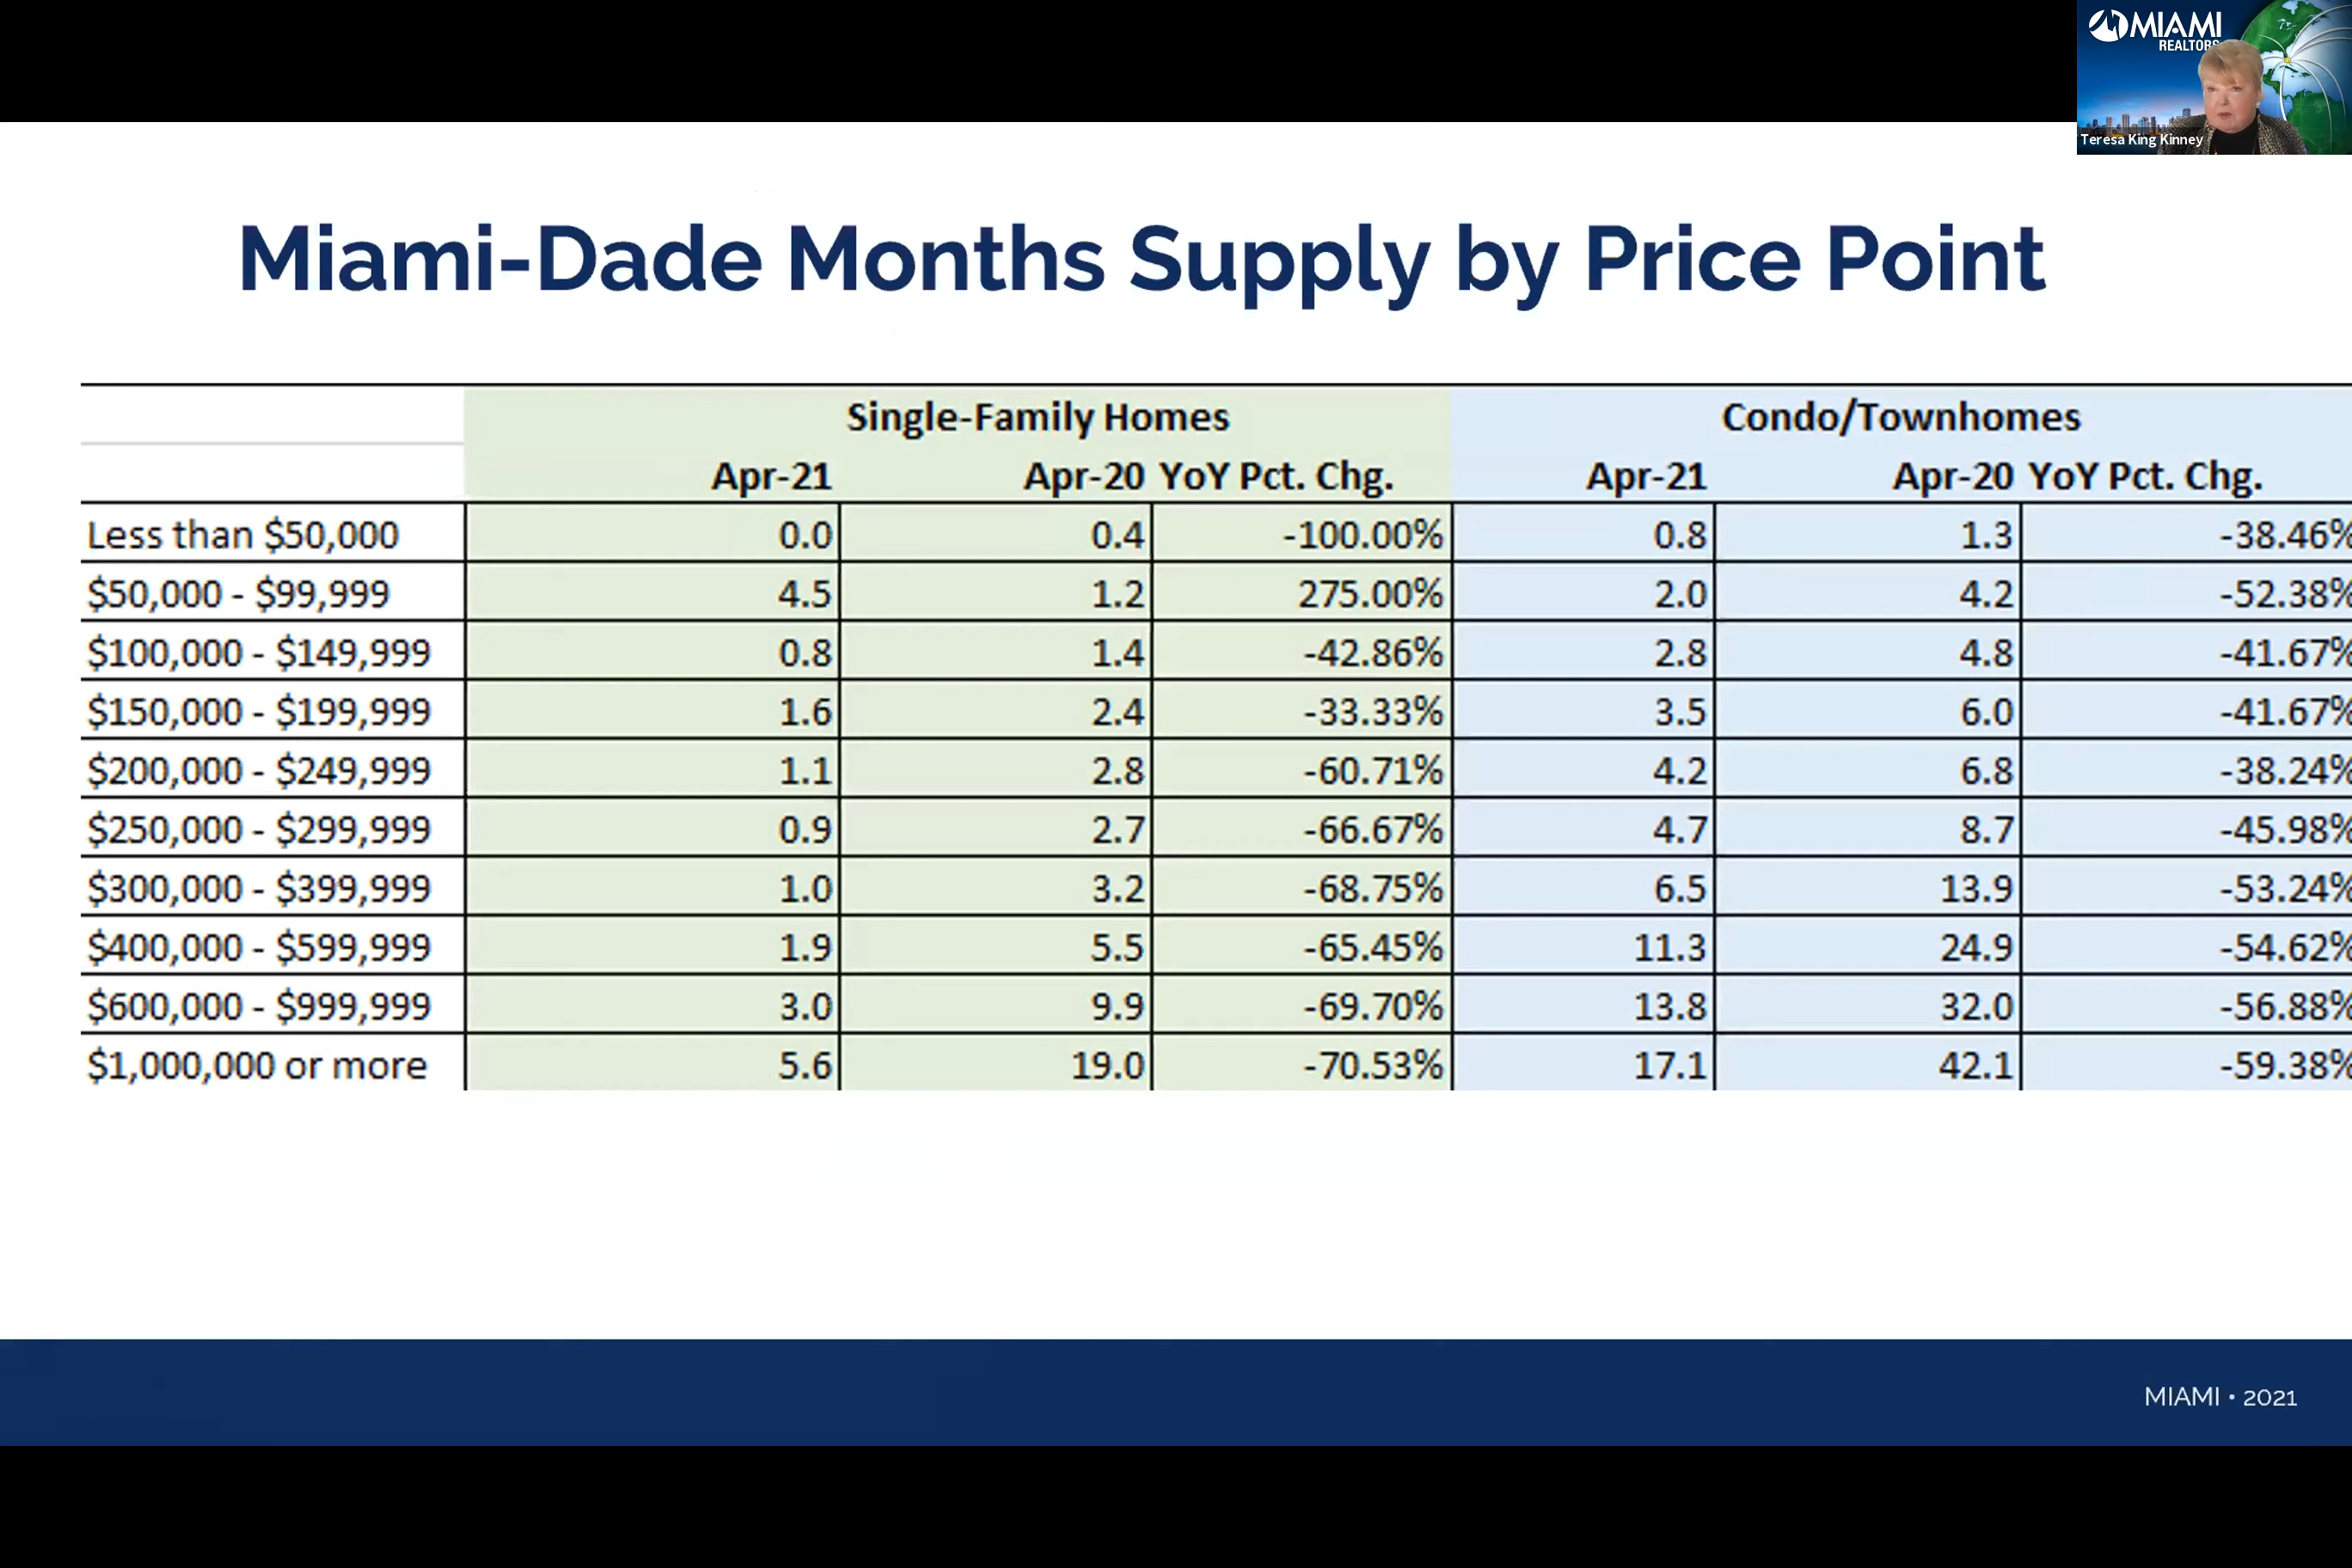 MIAMI
REALTORS
Teresa King Kinney
Miami-Dade Months Supply by Price Point
Single-Family Homes Condo/Townhomes
Apr-21 Apr-20 YoY Pct. Chg. Apr-21 Apr-20 YoY Pct. Chg.
Less than $50,000 0.0 0.4 -100.00% 0.8 1.3 -38.46%
$50,000 - $99,999 4.5 1.2 275.00% 2.0 4.2 -52.38%
$100,000 - $149,999 0.8 1.4 -42.86% 2.8 4.8 -41.67%
$150,000 - $199,999 1.6 2.4 -33.33% 3.5 6.0 -41.67%
$200,000 - $249,999 1.1 2.8 -60.71% 4.2 6.8 -38.24%
$250,000 - $299,999 0.9 2.7 -66.67% 4.7 8.7 -45.98%
$300,000 - $399,999 1.0 3.2 -68.75% 6.5 13.9 -53.24%
$400,000 - $599,999 1.9 5.5 -65.45% 11.3 24.9 -54.62%
$600,000 - $999,999 3.0 9.9 -69.70% 13.8 32.0 -56.88%
$1,000,000 or more 5.6 19.0 -70.53% 17.1 42.1 -59.38%
MIAMI • 2021